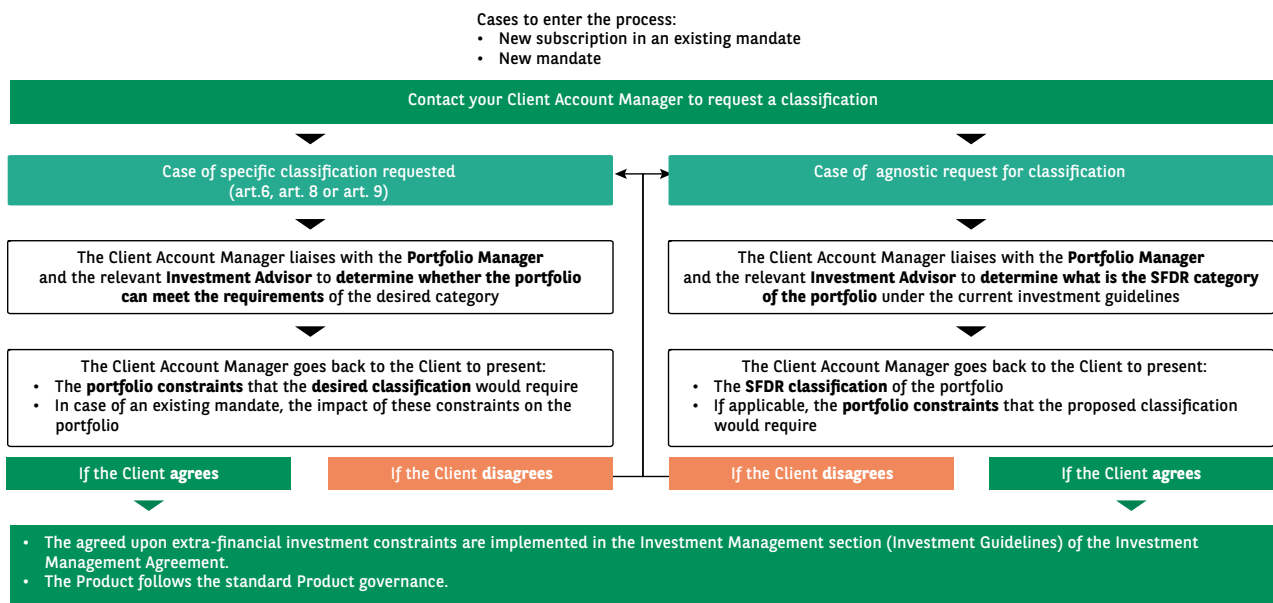 Cases to enter the process:
• New subscription in an existing mandate
• New mandate
Contact your Client Account Manager to request a classification
Case of specific classification requested
(art.6, art. 8 or art. 9)
The Client Account Manager liaises with the Portfolio Manager
and the relevant Investment Advisor to determine whether the portfolio
can meet the requirements of the desired category
The Client Account Manager goes back to the Client to present:
• The portfolio constraints that the desired classification would require
• In case of an existing mandate, the impact of these constraints on the
portfolio
If the Client agrees
If the Client disagrees
Case of agnostic request for classification
The Client Account Manager liaises with the Portfolio Manager
and the relevant Investment Advisor to determine what is the SFDR category
of the portfolio under the current investment guidelines
The Client Account Manager goes back to the Client to present:
• The SFDR classification of the portfolio
• If applicable, the portfolio constraints that the proposed classification
would require
If the Client disagrees
If the Client agrees
• The agreed upon extra-financial investment constraints are implemented in the Investment Management section (Investment Guidelines) of the Investment
Management Agreement.
• The Product follows the standard Product governance.